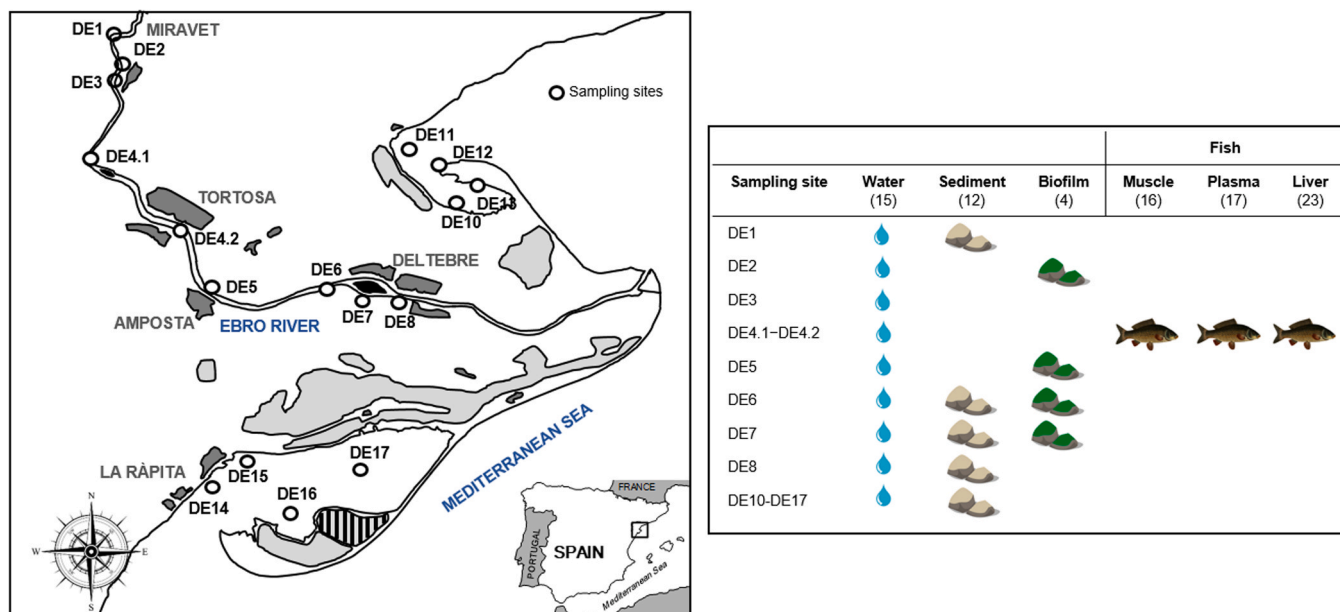 DE1
MIRAVET
DE2
DE3
Sampling sites
DE11
DE12
DE4.1
TORTOSA
DE13
DE10
DE4.2
DE6
DELTEBRE
DE5
DE7
DE8
AMPOSTA
EBRO RIVER
MEDITERRANEAN SEA
LA RÀPITA
DE15
DE17
DE14
DE16
N
W
E
S
FRANCE
PORTUGAL
SPAIN
Mediterranean Sea
Fish
Sampling site Water Sediment Biofilm Muscle Plasma Liver
(15) (12) (4) (16) (17) (23)
DE1
DE2
DE3
DE4.1–DE4.2
DE5
DE6
DE7
DE8
DE10-DE17